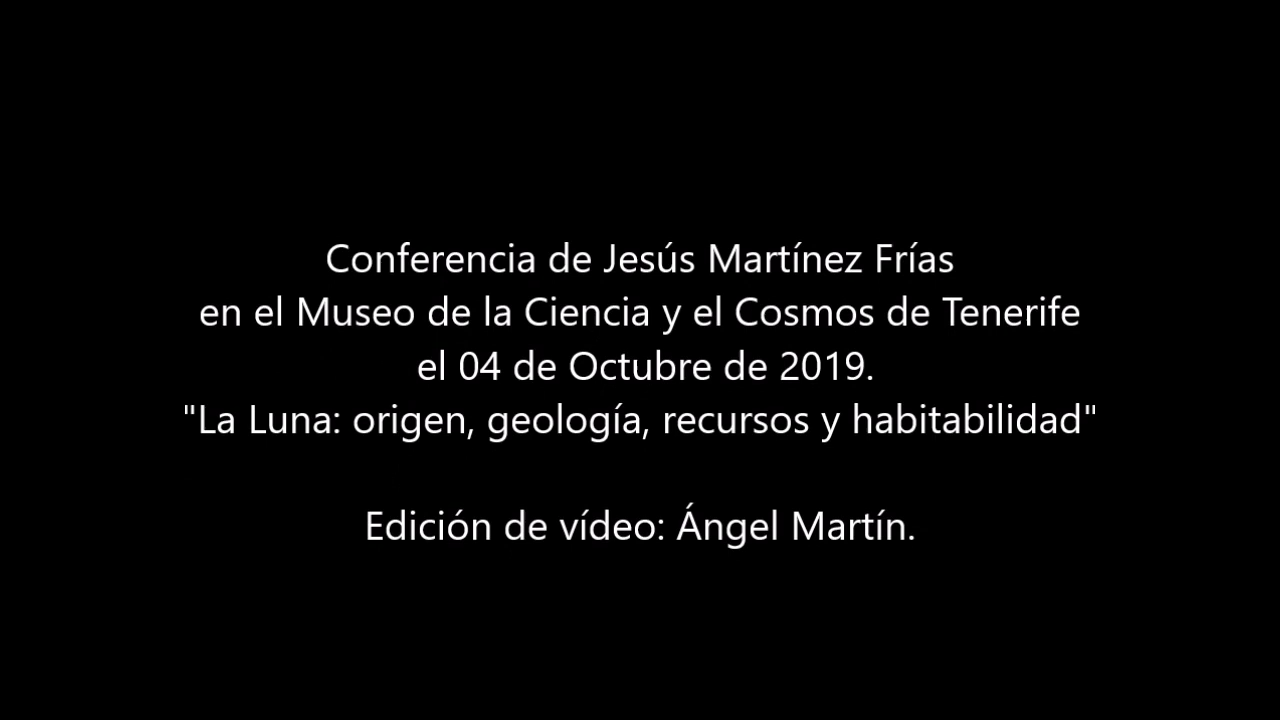 Conferencia de Jesús Martínez Frías
en el Museo de la Ciencia y el Cosmos de Tenerife
el 04 de Octubre de 2019.
"La Luna: origen, geología, recursos y habitabilidad"
Edición de vídeo: Ángel Martín.